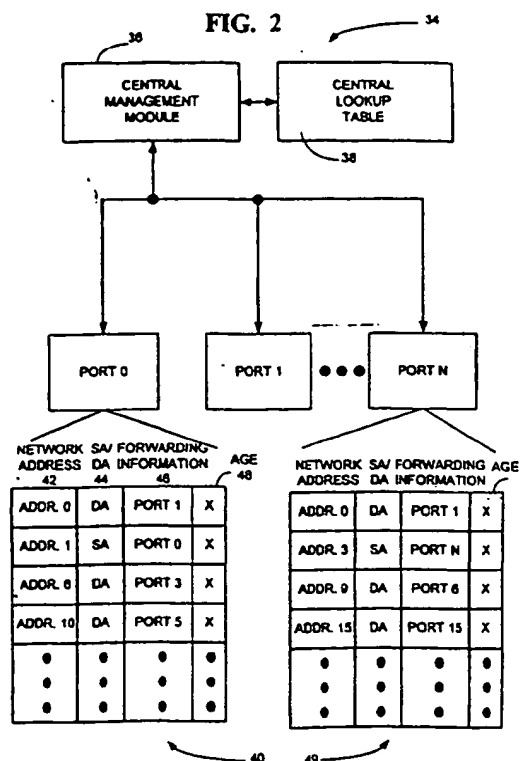 FIG. 2
36
34
CENTRAL
MANAGEMENT
MODULE
CENTRAL
LOOKUP
TABLE
38
PORT 0
PORT 1
PORT N
NETWORK SA/ FORWARDING
ADDRESS DA INFORMATION
42 44 46
AGE
48
ADDR. 0 DA PORT 1 X
ADDR. 1 SA PORT 0 X
ADDR. 6 DA PORT 3 X
ADDR. 10 DA PORT 5 X
NETWORK SA/ FORWARDING
ADDRESS DA INFORMATION
AGE
ADDR. 0 DA PORT 1 X
ADDR. 3 SA PORT N X
ADDR. 9 DA PORT 6 X
ADDR. 15 DA PORT 15 X
40
49